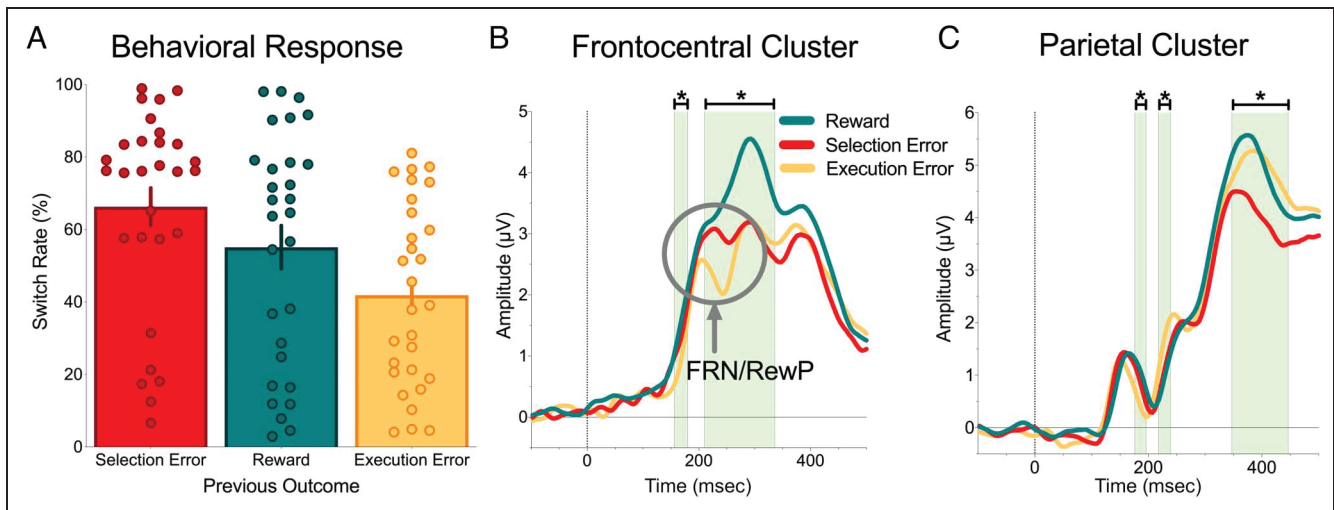 A
Behavioral Response
Switch Rate (%)
100
80
60
40
20
0
Selection Error
Reward
Execution Error
Previous Outcome
B
Frontocentral Cluster
*
*
Reward
Selection Error
Execution Error
Amplitude (µV)
5
4
3
2
1
0
FRN/RewP
0
200
400
Time (msec)
C
Parietal Cluster
*
*
*
Amplitude (µV)
6
5
4
3
2
1
0
0
200
400
Time (msec)